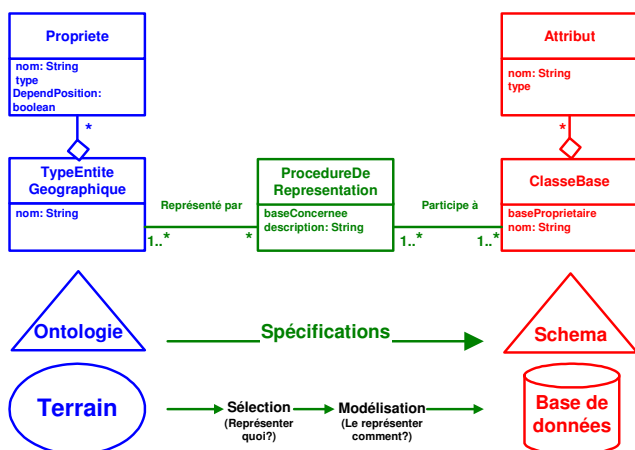 Propriete
nom: String
type
DependPosition:
boolean
*
TypeEntite
Geographique
nom: String
Représenté par
1..*
*
ProcedureDe
Representation
baseConcernee
description: String
Participe à
1..*
1..*
Attribut
nom: String
type
*
ClasseBase
baseProprietaire
nom: String
Ontologie
Spécifications
Schema
Terrain
Sélection
(Représenter
quoi?)
Modélisation
(Le représenter
comment?)
Base de
données